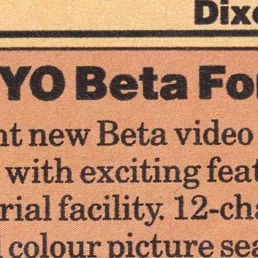 Dixo
YO Beta Fo
nt new Beta video
with exciting feat
rial facility. 12-cha
colour picture sea